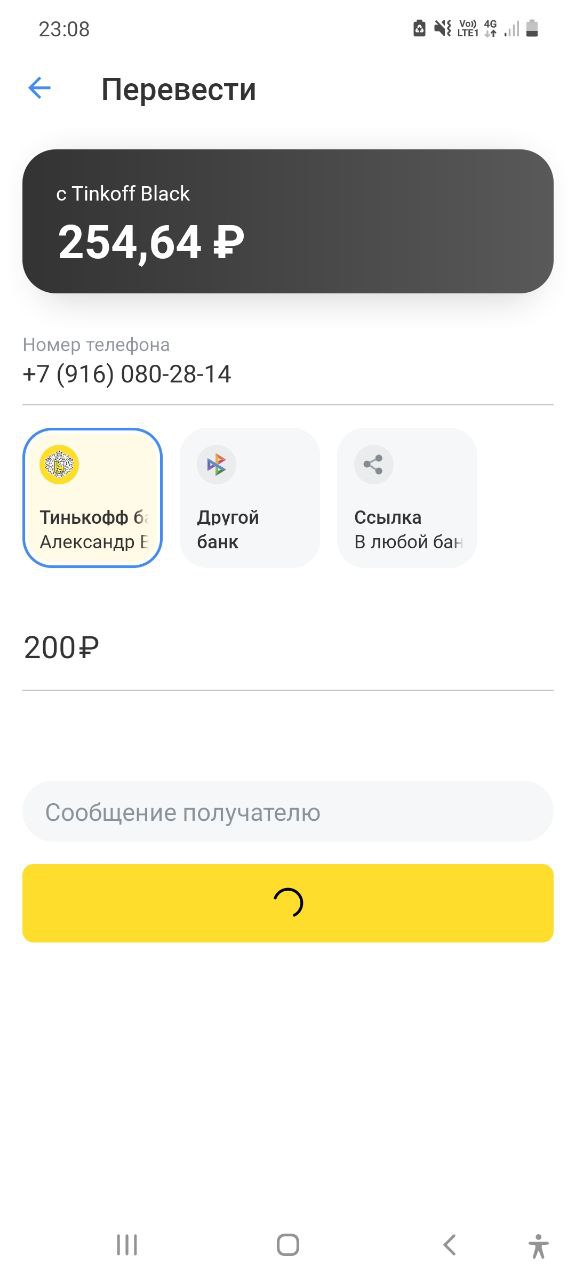 23:08
Vo)) 4G
LTE1
Перевести
с Tinkoff Black
254,64 ₽
Номер телефона
+7 (916) 080-28-14
Тинькофф ба
Александр В
Другой
банк
Ссылка
В любой бан
200 ₽
Сообщение получателю